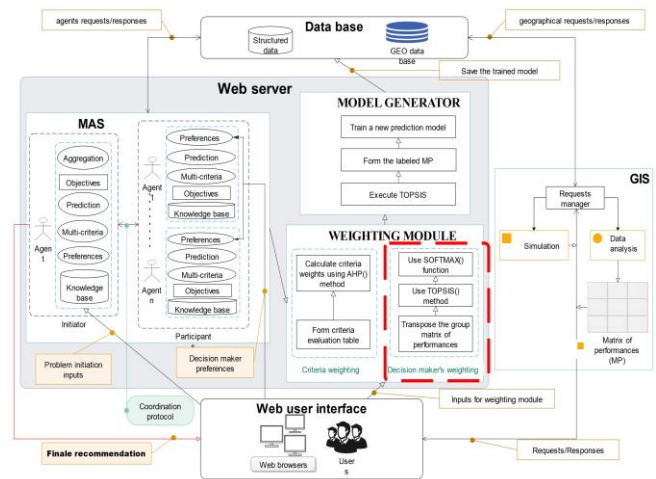 agents requests/responses
Data base
Structured
data
GEO data
base
geographical requests/responses
Save the trained model
Web server
MAS
Aggregation
Objectives
Prediction
Multi-criteria
Preferences
Knowledge
base
Agen
t
Initiator
Preferences
Prediction
Multi-criteria
Objectives
Knowledge base
Agen
t
Preferences
Prediction
Multi-criteria
Objectives
Knowledge base
Agen
n
Participant
MODEL GENERATOR
Train a new prediction model
Form the labeled MP
Execute TOPSIS
WEIGHTING MODULE
Calculate criteria
weights using AHP()
method
Form criteria
evaluation table
Criteria weighting
Use SOFTMAX()
function
Use TOPSIS()
method
Transpose the group
matrix of
performances
Decision maker's weighting
GIS
Requests
manager
Simulation
Data
analysis
Matrix of
performances
(MP)
Problem initiation
inputs
Decision maker
preferences
Coordination
protocol
Finale recommendation
Web user interface
Web browsers
User
s
Inputs for weighting module
Requests/Responses